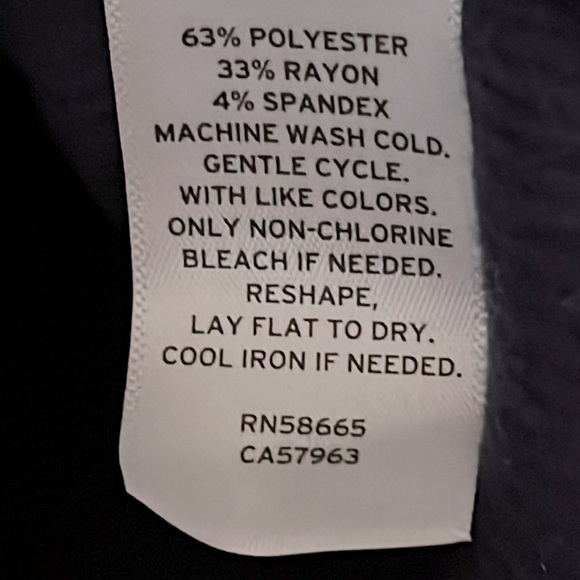 63% POLYESTER
33% RAYON
4% SPANDEX
MACHINE WASH COLD.
GENTLE CYCLE.
WITH LIKE COLORS.
ONLY NON-CHLORINE
BLEACH IF NEEDED.
RESHAPE,
LAY FLAT TO DRY.
COOL IRON IF NEEDED.
RN58665
CA57963